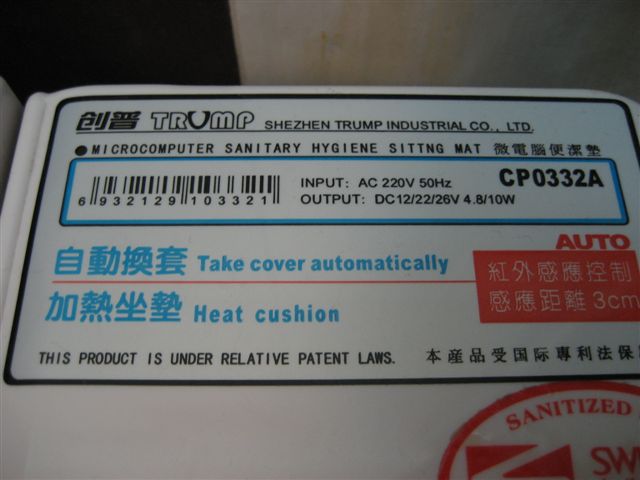 创普 TRUMP SHEZHEN TRUMP INDUSTRIAL CO., LTD.
● MICROCOMPUTER SANITARY HYGIENE SITTNG MAT 微電腦便潔墊
6 932129 103321 INPUT: AC 220V 50Hz CP0332A
OUTPUT: DC12/22/26V 4.8/10W
AUTO
自動換套 Take cover automatically
紅外感應控制
感應距離3cm
加熱坐墊 Heat cushion
THIS PRODUCT IS UNDER RELATIVE PATENT LAWS. 本産品受国际專利法保
SANITIZED
SW